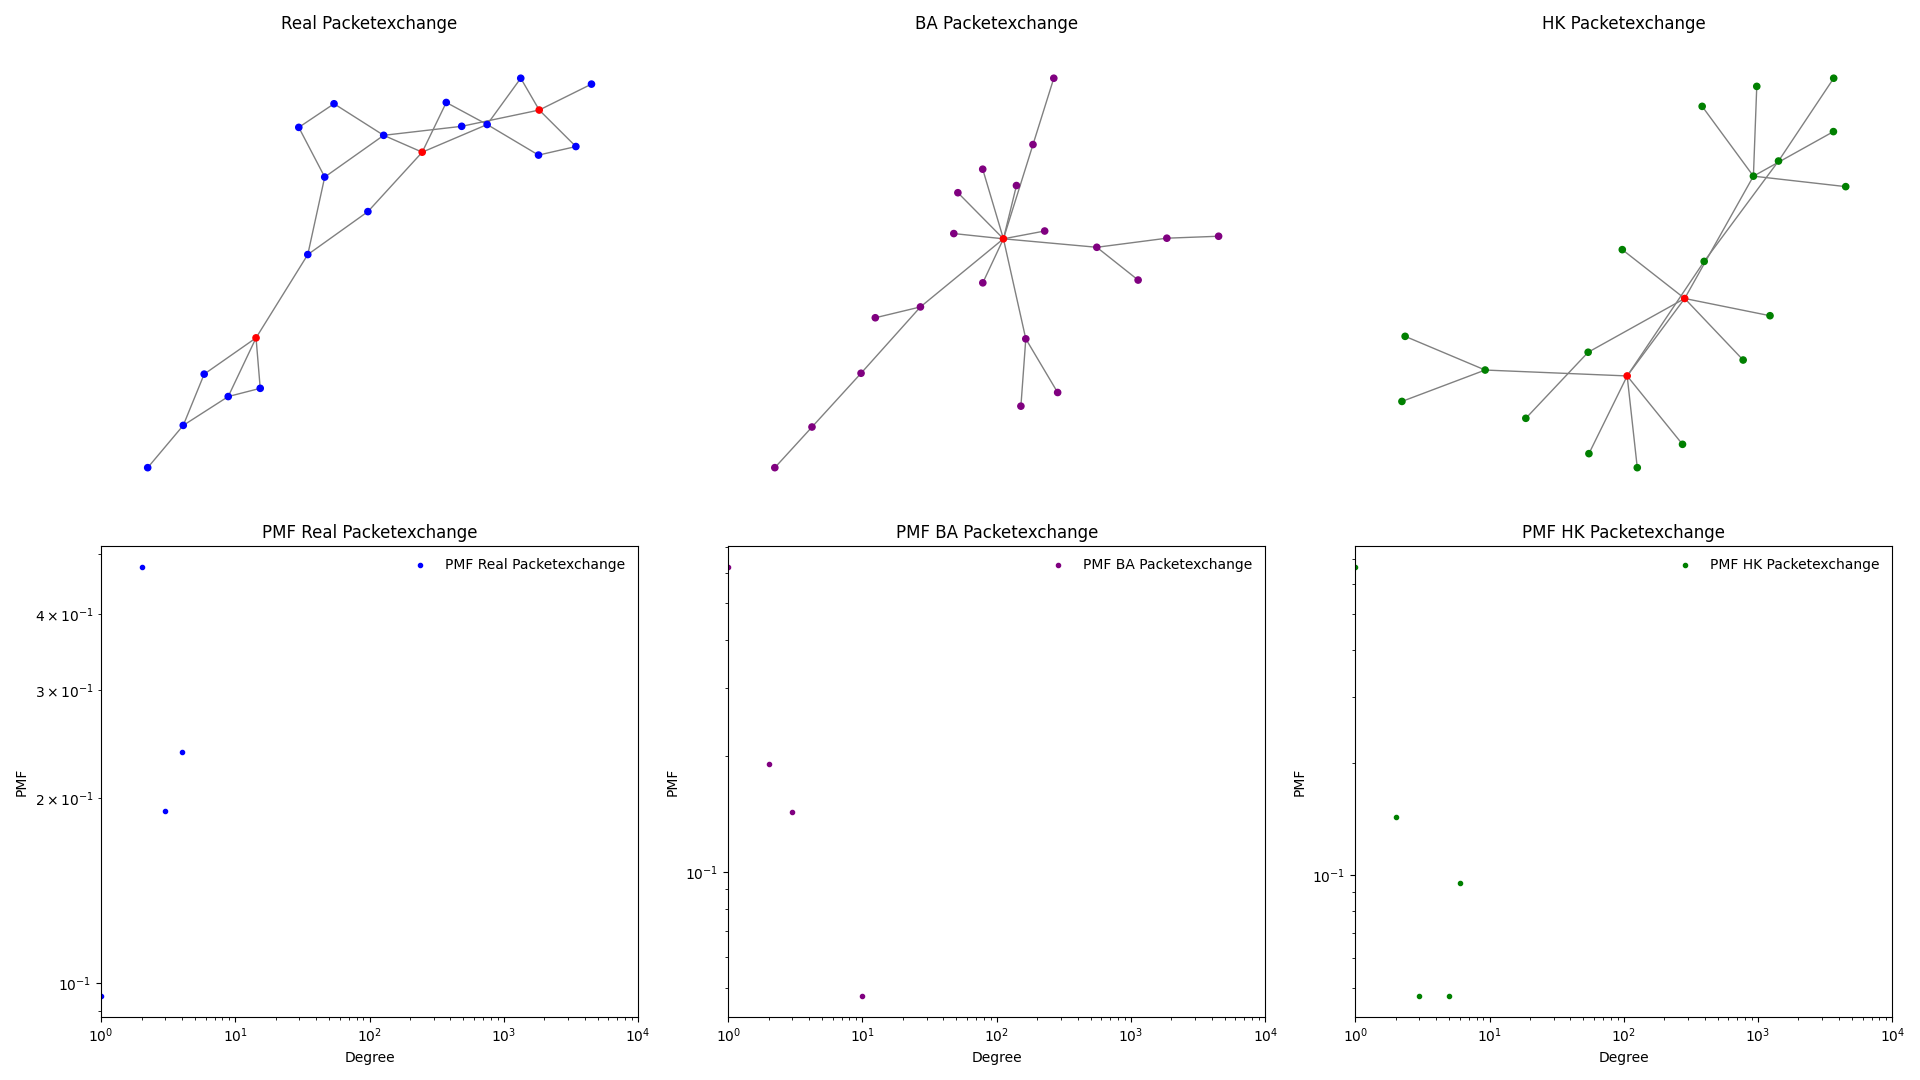 Real Packetexchange
BA Packetexchange
HK Packetexchange
PMF Real Packetexchange
PMF Real Packetexchange
4 × 10⁻¹
3 × 10⁻¹
2 × 10⁻¹
10⁻¹
PMF
10⁰ 10¹ 10² 10³ 10⁴
Degree
PMF BA Packetexchange
PMF BA Packetexchange
10⁻¹
PMF
10⁰ 10¹ 10² 10³ 10⁴
Degree
PMF HK Packetexchange
PMF HK Packetexchange
10⁻¹
PMF
10⁰ 10¹ 10² 10³ 10⁴
Degree